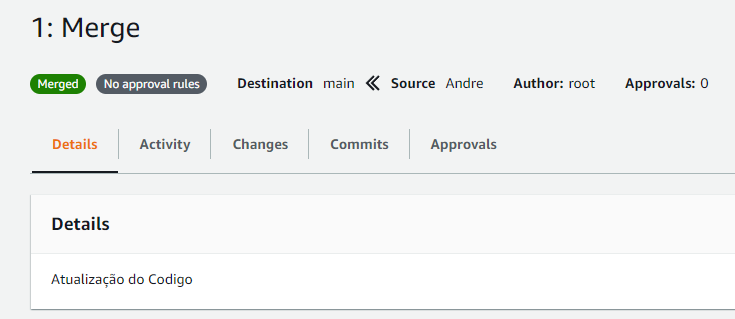 1: Merge
Merged No approval rules Destination main Source Andre Author: root Approvals: 0
Details Activity Changes Commits Approvals
Details
Atualização do Codigo